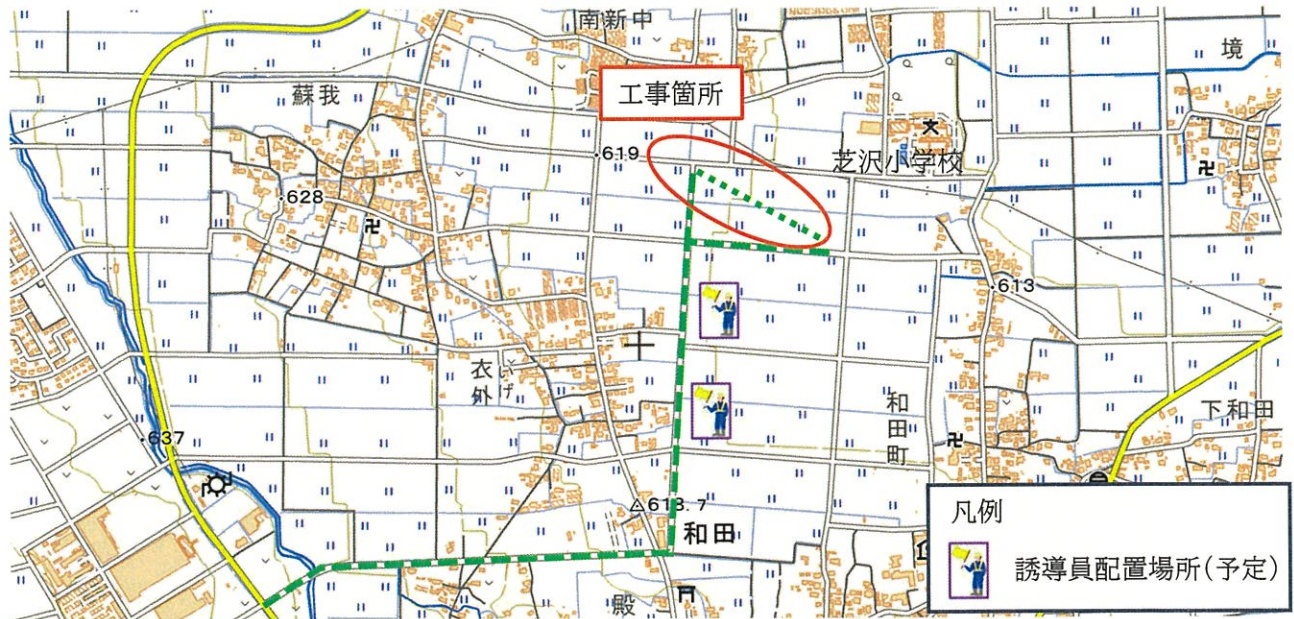 南新中
境
工事箇所
蘇我
619
芝沢小学校
628
613
衣外
いげ
和田町
下和田
637
613.7
和田
殿
凡例
誘導員配置場所(予定)